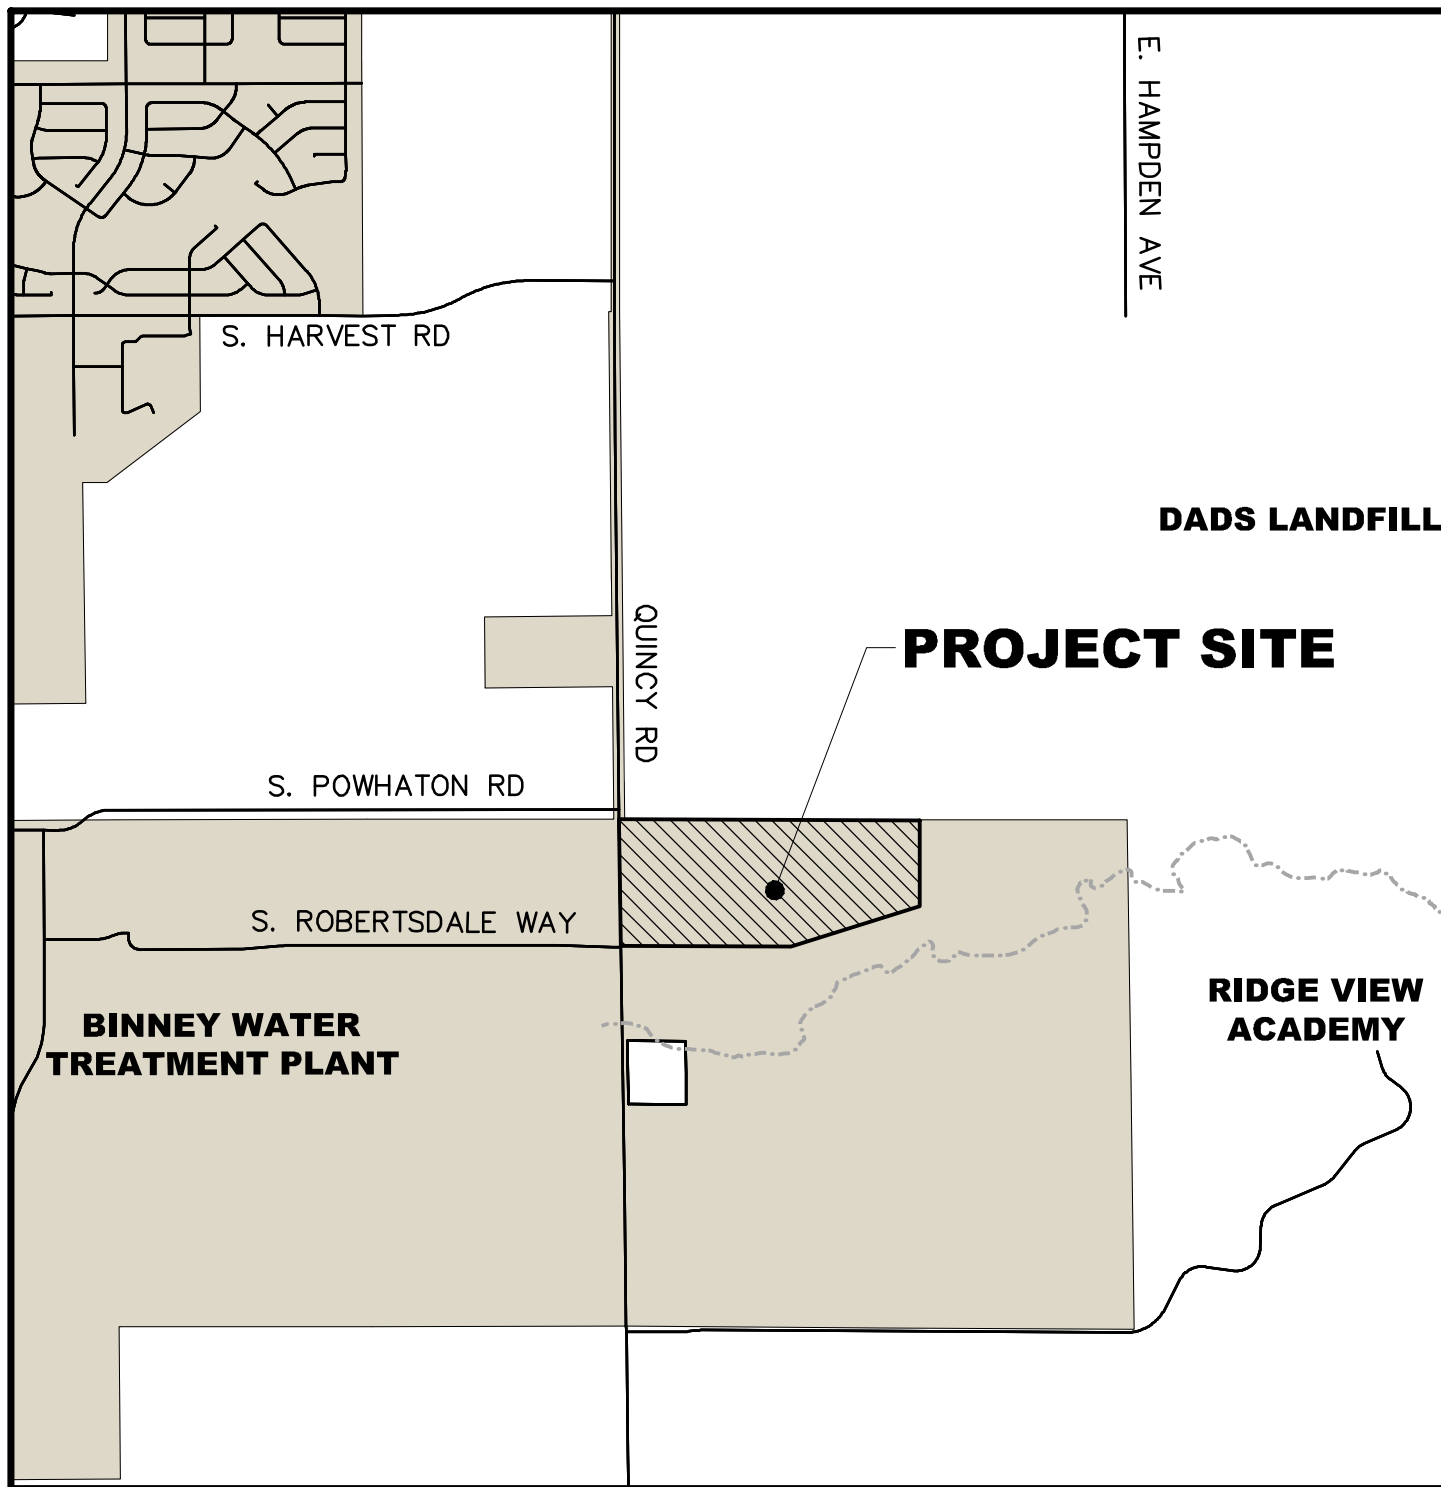 E. HAMPDEN AVE
S. HARVEST RD
DADS LANDFILL
QUINCY RD
PROJECT SITE
S. POWHATON RD
S. ROBERTSDALE WAY
RIDGE VIEW
ACADEMY
BINNEY WATER
TREATMENT PLANT